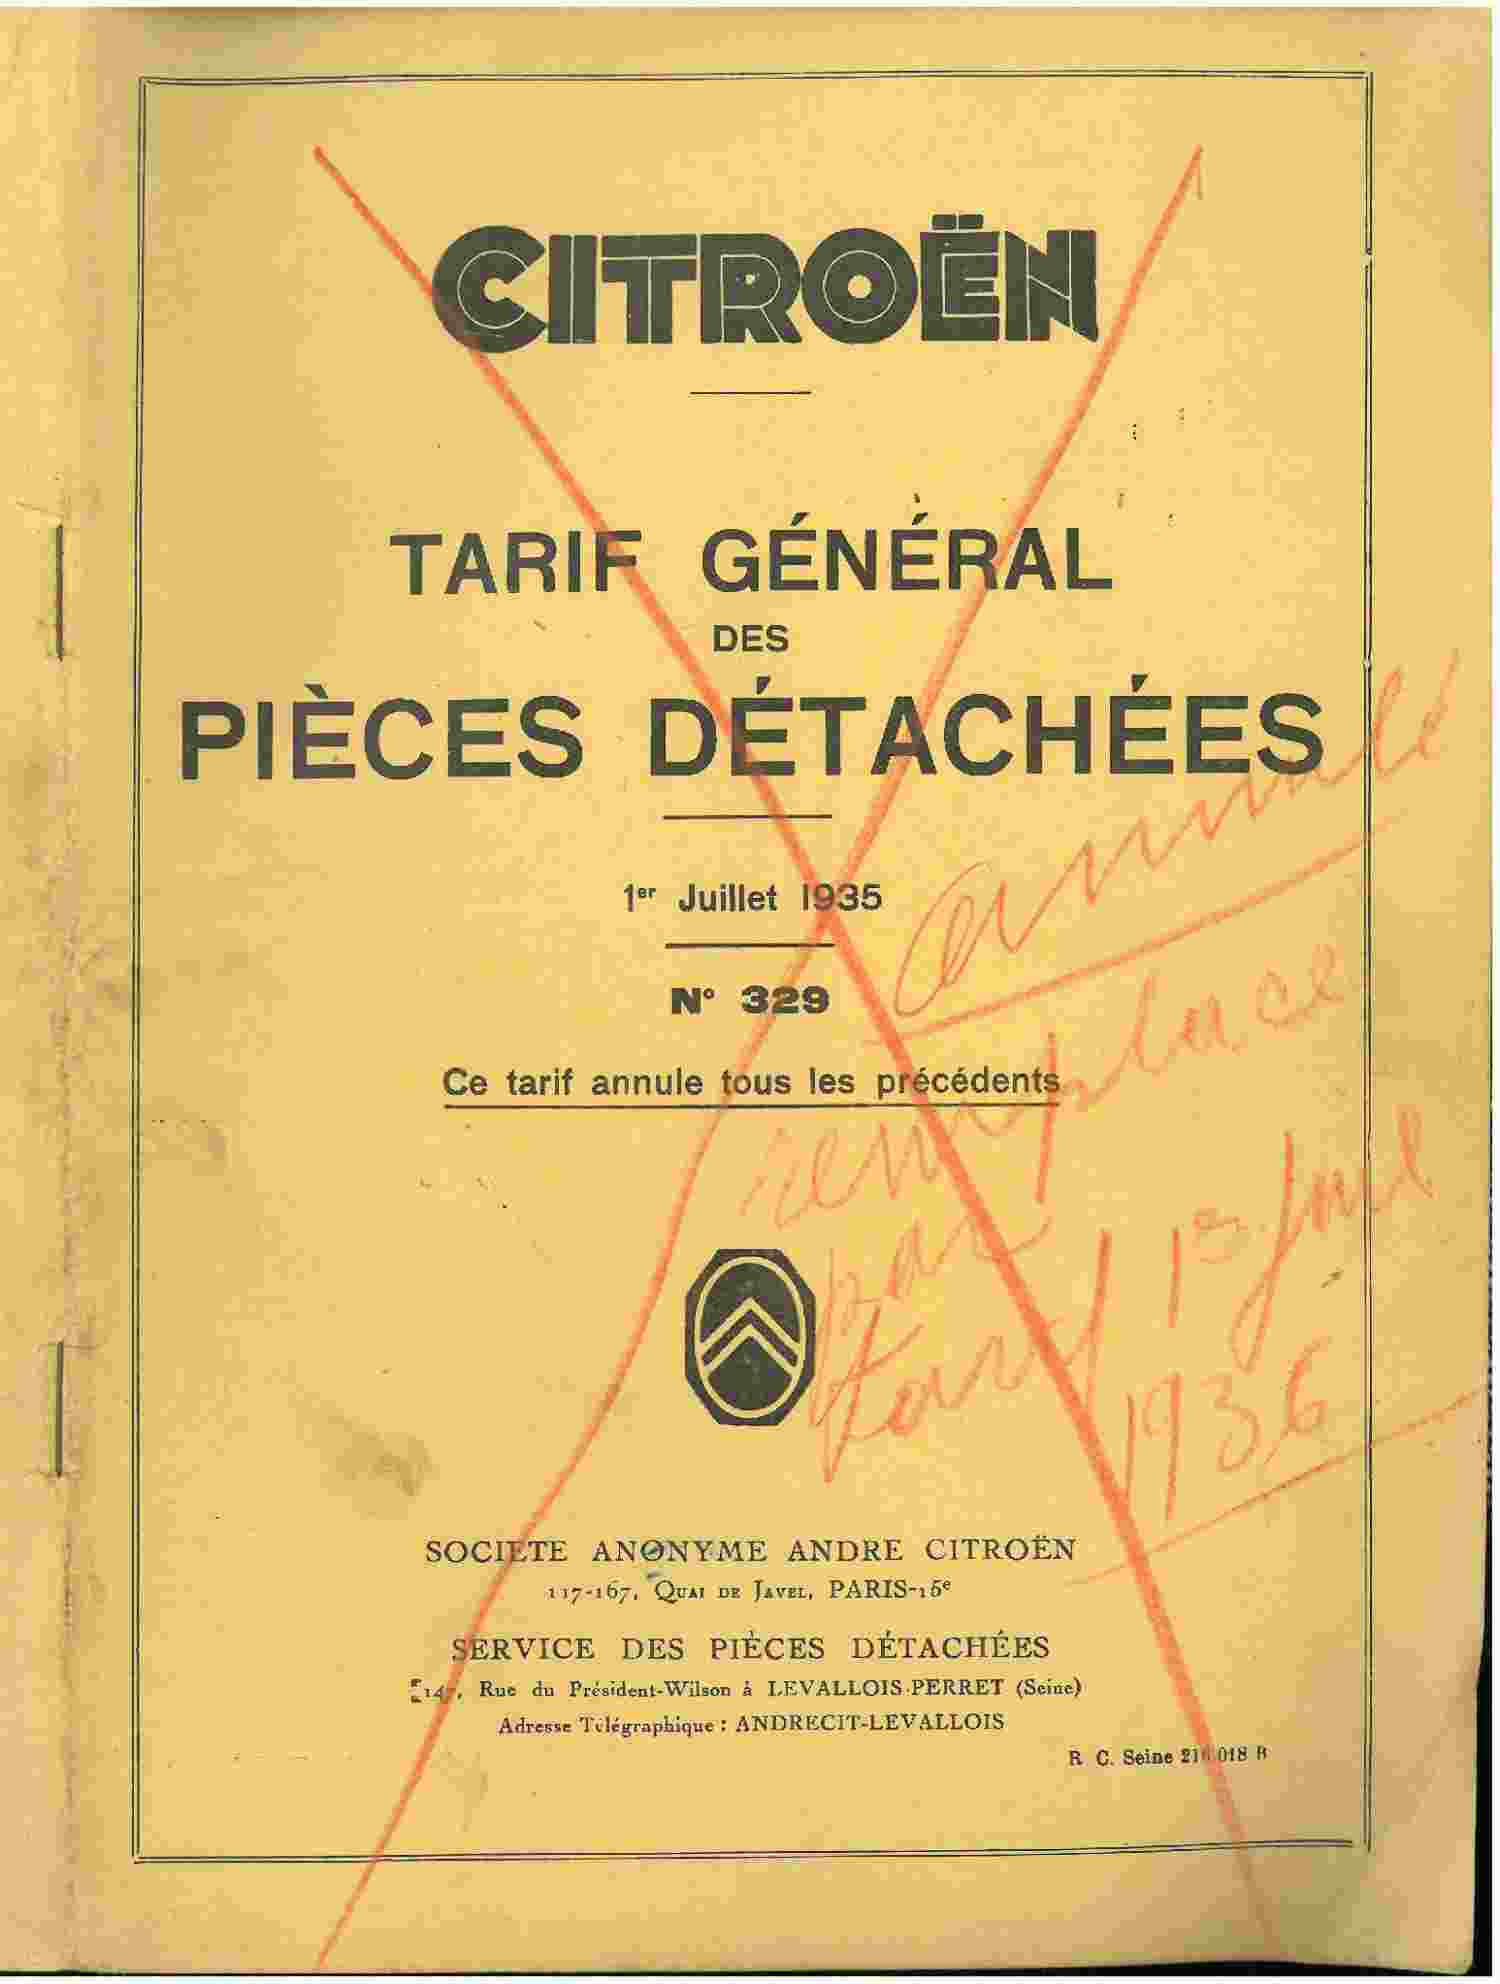 CITROËN
TARIF GÉNÉRAL
DES
PIÈCES DÉTACHÉES
1er Juillet 1935
N° 329
Ce tarif annule tous les précédents
annulé
remplacé
par
tarif 1er Juil
1936
SOCIETE ANONYME ANDRE CITROËN
117-167, QUAI DE JAVEL, PARIS-15e
SERVICE DES PIÈCES DÉTACHÉES
147, Rue du Président-Wilson à LEVALLOIS-PERRET (Seine)
Adresse Télégraphique : ANDRECIT-LEVALLOIS
R. C. Seine 018 B